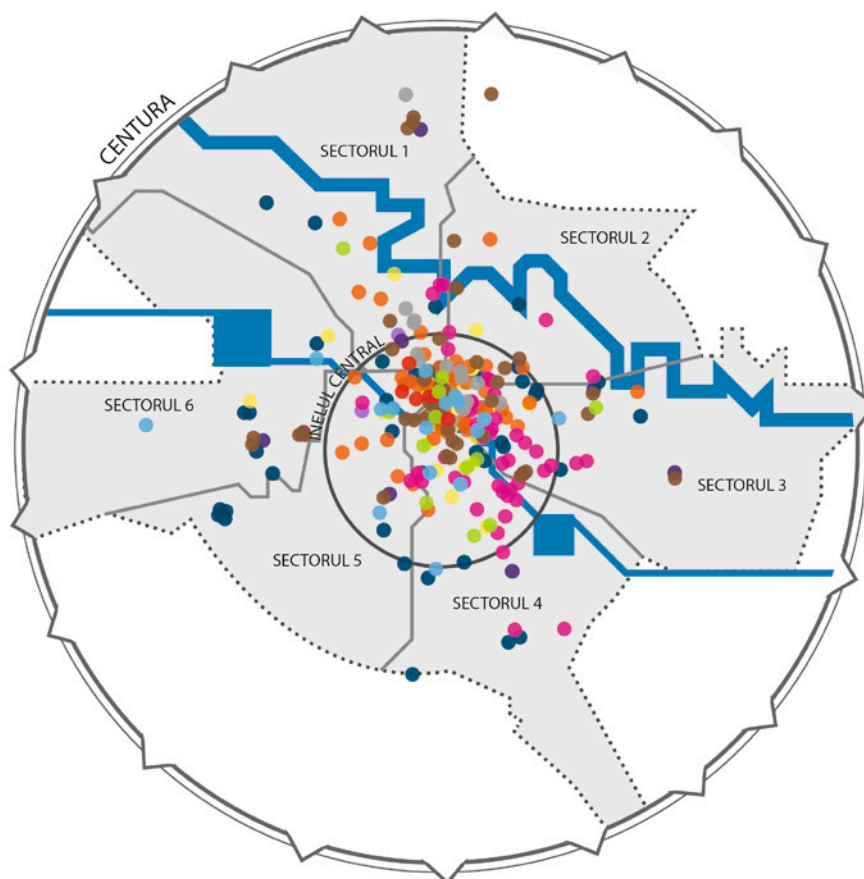 CENTURA
SECTORUL 1
SECTORUL 2
INELUL CENTRAL
SECTORUL 6
SECTORUL 3
SECTORUL 5
SECTORUL 4